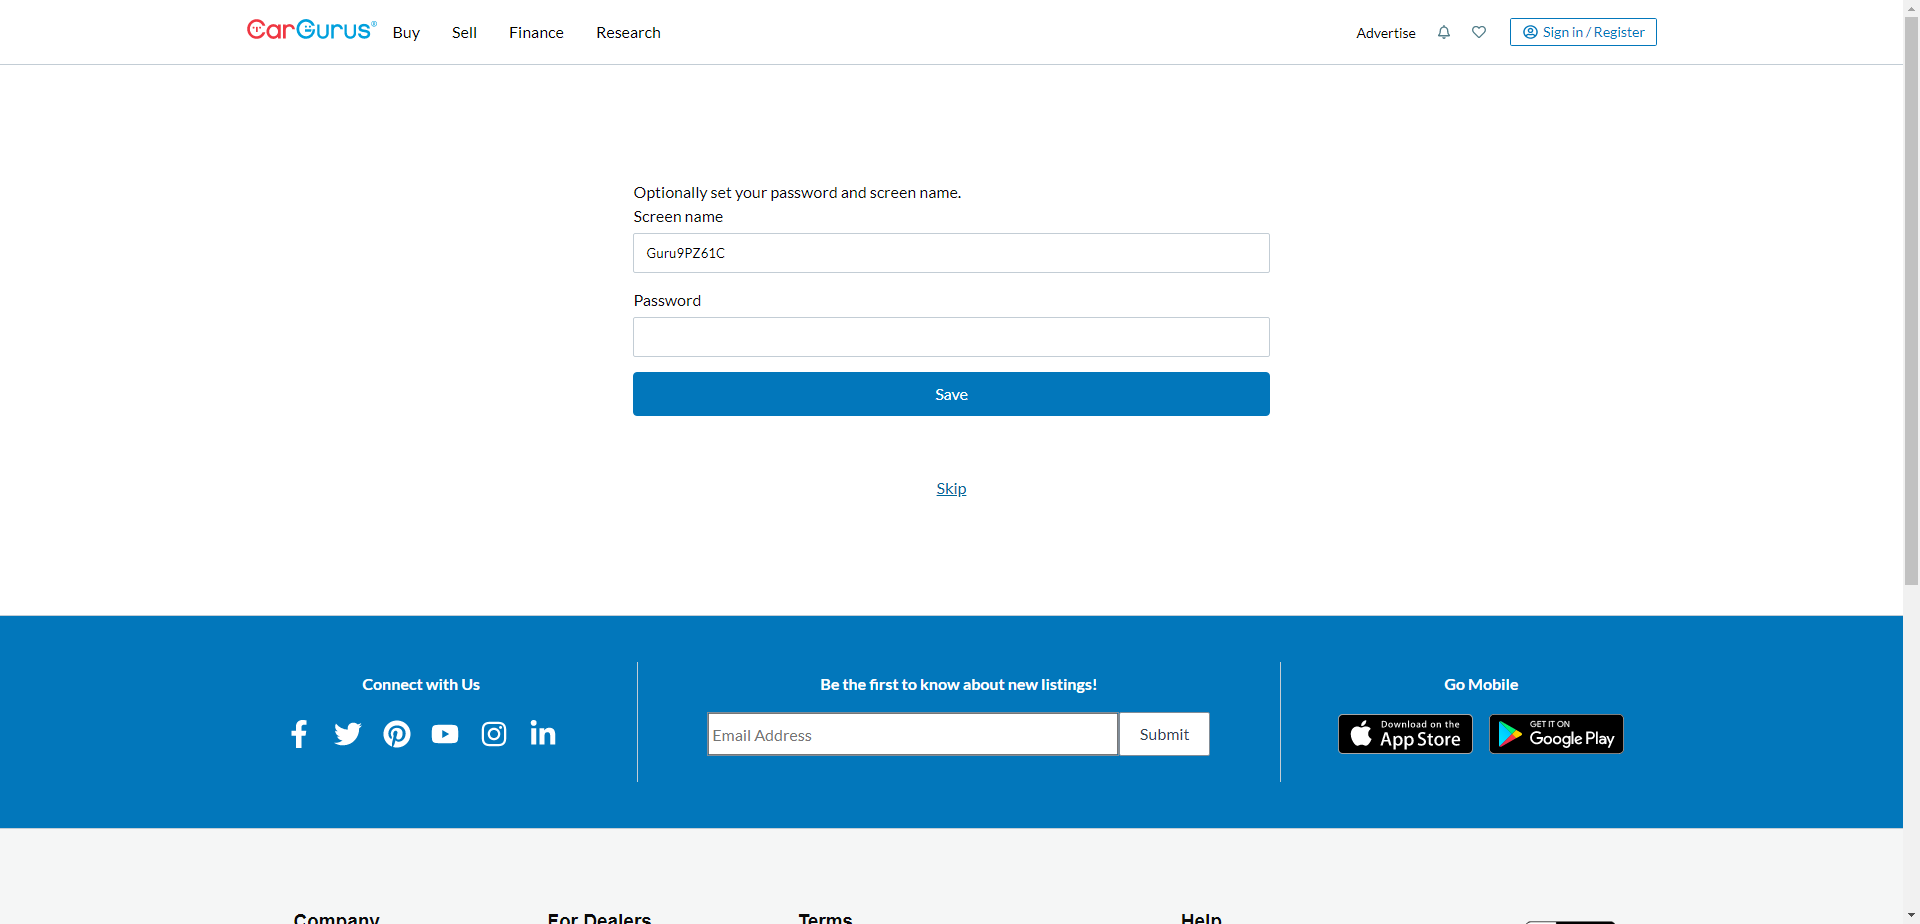 CarGurus®
Buy
Sell
Finance
Research
Advertise
Sign in / Register
Optionally set your password and screen name.
Screen name
Guru9PZ61C
Password
Save
Skip
Connect with Us
Be the first to know about new listings!
Email Address
Submit
Go Mobile
Download on the
App Store
GET IT ON
Google Play
Company
For Dealers
Terms
Help